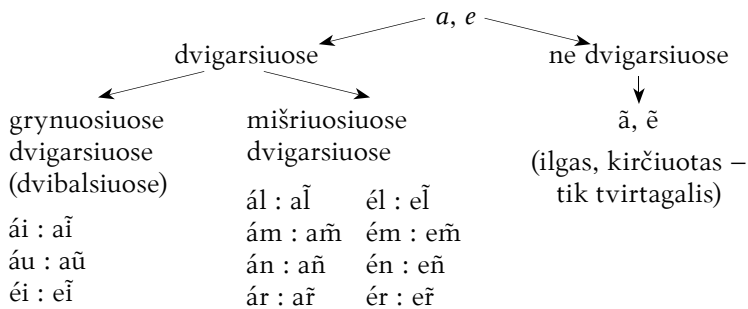 a, e
dvigarsiuose
ne dvigarsiuose
grynuosiuose
dvigarsiuose
(dvibalsiuose)
ái : aĩ
áu : aũ
éi : eĩ
mišriuosiuose
dvigarsiuose
ál : al̃ él : el̃
ám : am̃ ém : em̃
án : añ én : eñ
ár : ar̃ ér : er̃
ã, ẽ
(ilgas, kirčiuotas –
tik tvirtagalis)